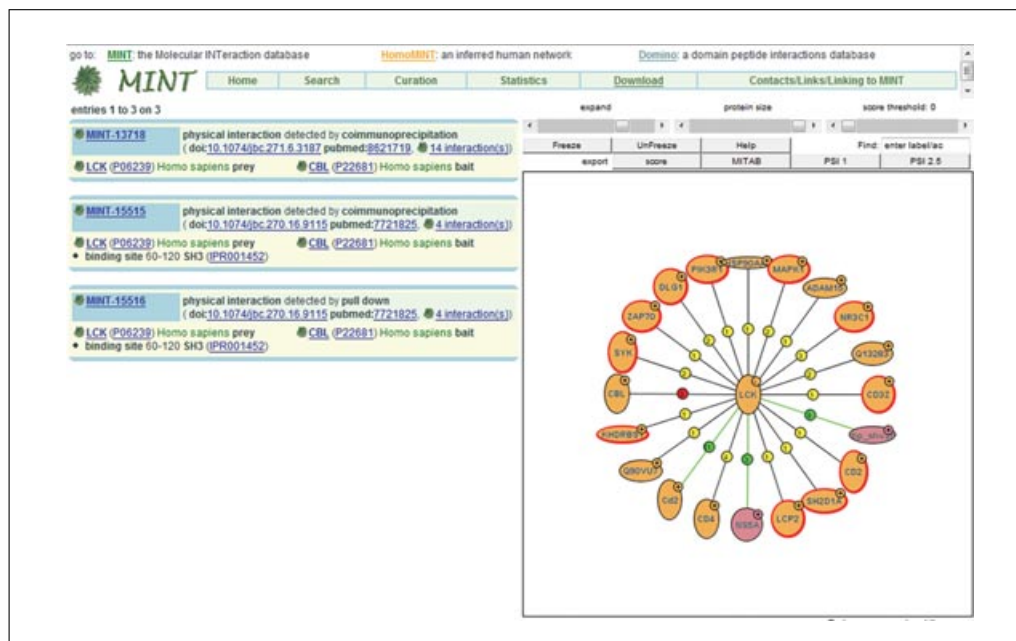 go to: MINT: the Molecular INTeraction database HomoMINT: an inferred human network Domino: a domain peptide interactions database
MINT Home Search Curation Statistics Download Contacts/Links/Linking to MINT
entries 1 to 3 on 3
MINT-13718 physical interaction detected by coimmunoprecipitation
( doi:10.1074/jbc.271.6.3187 pubmed:8621719, 14 interaction(s))
LCK (P06239) Homo sapiens prey CBL (P22681) Homo sapiens bait
MINT-15515 physical interaction detected by coimmunoprecipitation
( doi:10.1074/jbc.270.16.9115 pubmed:7721825, 4 interaction(s))
LCK (P06239) Homo sapiens prey CBL (P22681) Homo sapiens bait
• binding site 60-120 SH3 (IPR001452)
MINT-15516 physical interaction detected by pull down
( doi:10.1074/jbc.270.16.9115 pubmed:7721825, 4 interaction(s))
LCK (P06239) Homo sapiens prey CBL (P22681) Homo sapiens bait
• binding site 60-120 SH3 (IPR001452)
expand protein size score threshold: 0
Freeze UnFreeze Help Find: enter label/ac
export score MITAB PSI 1 PSI 2.5
PIK3R1
MAPK1
DLG1
ADAM15
ZAP70
NR3C1
SYK
CBL
LCK
CD3Z
KHDRBS1
Q90VU7
CD2
Cd2
SH2D1A
CD4
NS5A
LCP2